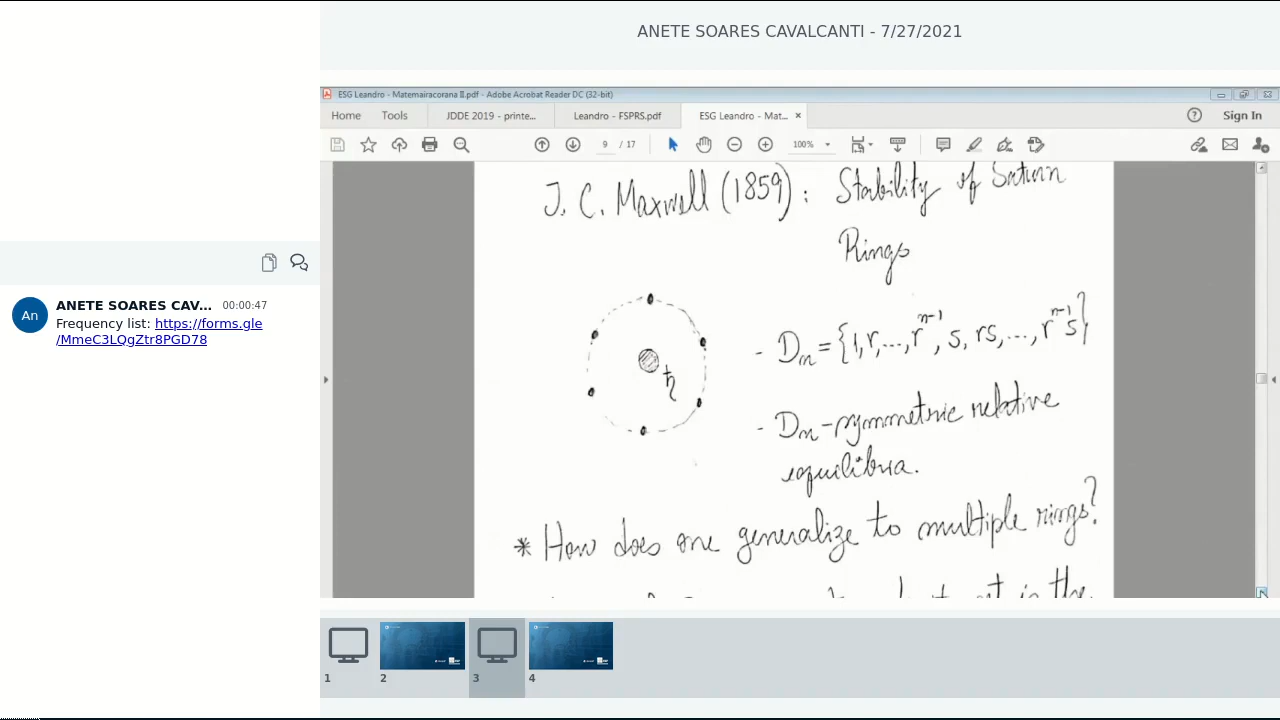 ANETE SOARES CAVALCANTI - 7/27/2021
An
ANETE SOARES CAV... 00:00:47
Frequency list: https://forms.gle
/MmeC3LQgZtr8PGD78
ESG Leandro - Matemairacorana II.pdf - Adobe Acrobat Reader DC (32-bit)
Home Tools JDDE 2019 - printe... Leandro - FSPRS.pdf ESG Leandro - Mat... × Sign In
9 / 17 100%
J. C. Maxwell (1859): Stability of Saturn
Rings
♄
- Dn = {1, r, ..., r^n-1, s, rs, ..., r^n-1 s}
- Dn-symmetric relative
equilibria.
* How does one generalize to multiple rings?
1 2 3 4